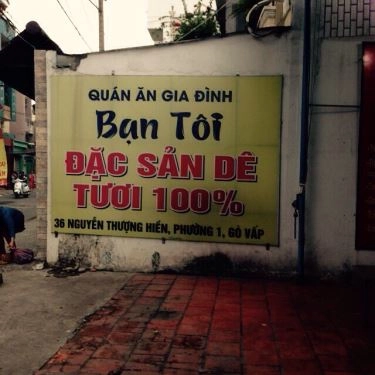 QUÁN ĂN GIA ĐÌNH
Bạn Tôi
ĐẶC SẢN DÊ
TƯƠI 100%
36 NGUYỄN THƯỢNG HIỀN, PHƯỜNG 1, GÒ VẤP